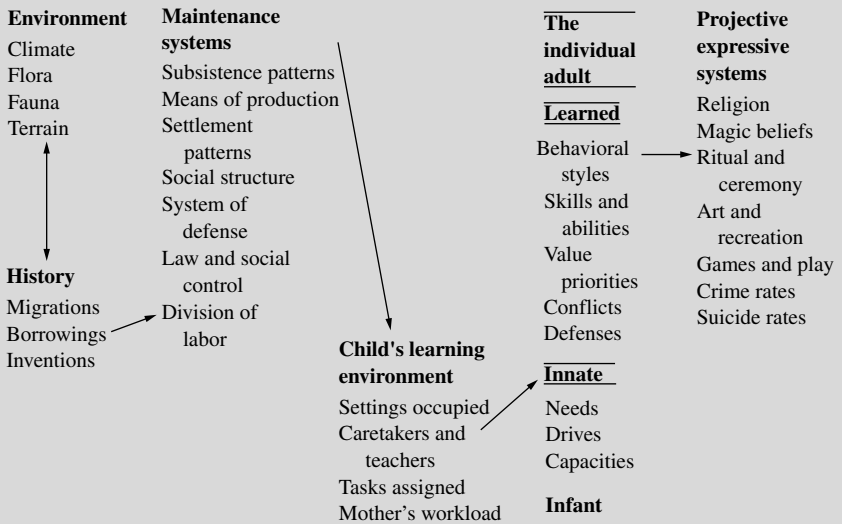 Environment
Climate
Flora
Fauna
Terrain
History
Migrations
Borrowings
Inventions
Maintenance
systems
Subsistence patterns
Means of production
Settlement
patterns
Social structure
System of
defense
Law and social
control
Division of
labor
Child's learning
environment
Settings occupied
Caretakers and
teachers
Tasks assigned
Mother's workload
The
individual
adult
Learned
Behavioral
styles
Skills and
abilities
Value
priorities
Conflicts
Defenses
Innate
Needs
Drives
Capacities
Infant
Projective
expressive
systems
Religion
Magic beliefs
Ritual and
ceremony
Art and
recreation
Games and play
Crime rates
Suicide rates